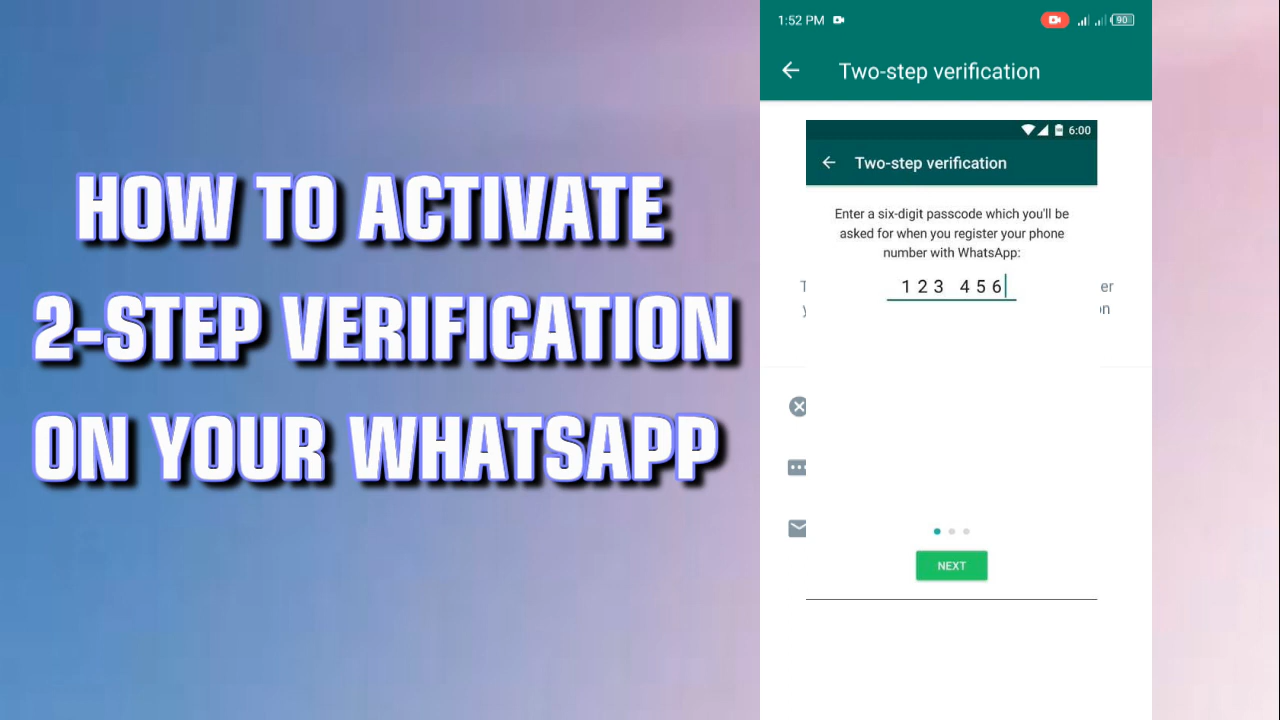 HOW TO ACTIVATE
2-STEP VERIFICATION
ON YOUR WHATSAPP
1:52 PM
90
Two-step verification
6:00
Two-step verification
Enter a six-digit passcode which you'll be
asked for when you register your phone
number with WhatsApp:
123 456
er
on
NEXT